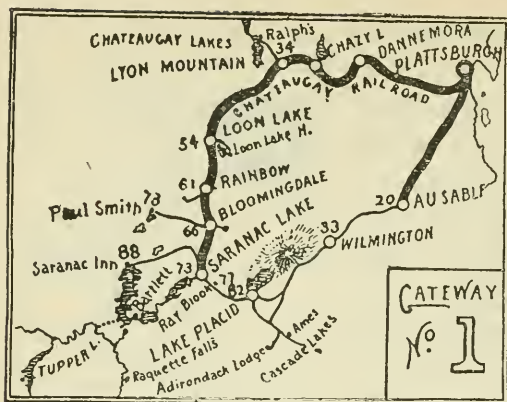 Ralph's
34
CHATEAUGAY LAKES
LYON MOUNTAIN
CHAZY L
DANNEMORA
PLATTSBURGH
CHATEAUGAY RAILROAD
LOON LAKE
54
Loon Lake H.
61
RAINBOW
Paul Smith
78
BLOOMINGDALE
66
20
AUSABLE
33
WILMINGTON
SARANAC LAKE
Saranac Inn
88
73
Bartlett
RAY BROOK
77
82
LAKE PLACID
TUPPER L.
Raquette Falls
Adirondack Lodge
Ames
Cascade Lakes
GATEWAY
No 1